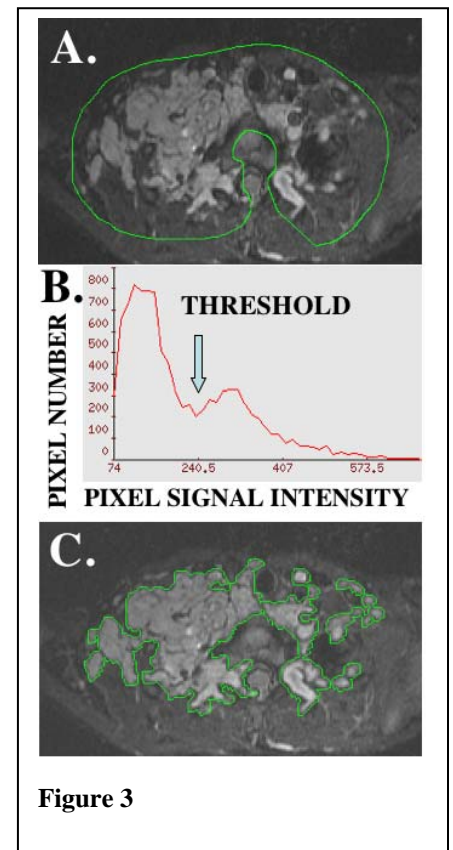 A.
B.
800
700
600
500
400
300
200
100
0
THRESHOLD
PIXEL NUMBER
74 240.5 407 573.5
PIXEL SIGNAL INTENSITY
C.
Figure 3